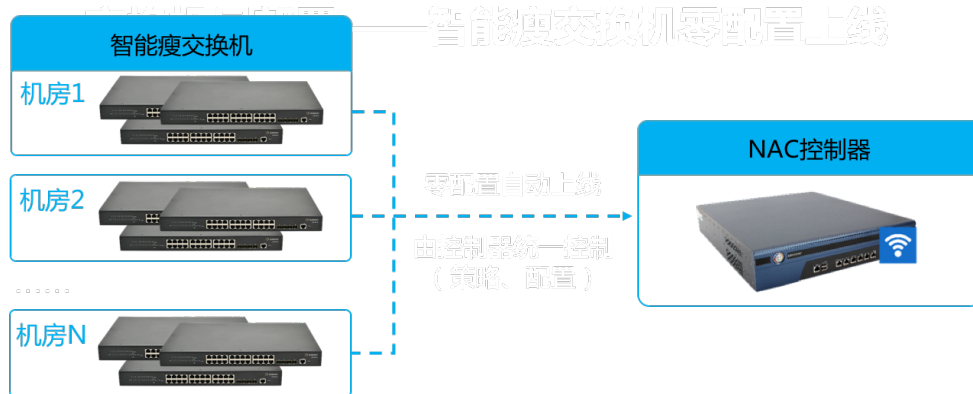 ——智能瘦交换机零配置上线
智能瘦交换机
机房1
机房2
......
机房N
零配置自动上线
由控制器统一控制
（策略、配置）
NAC控制器